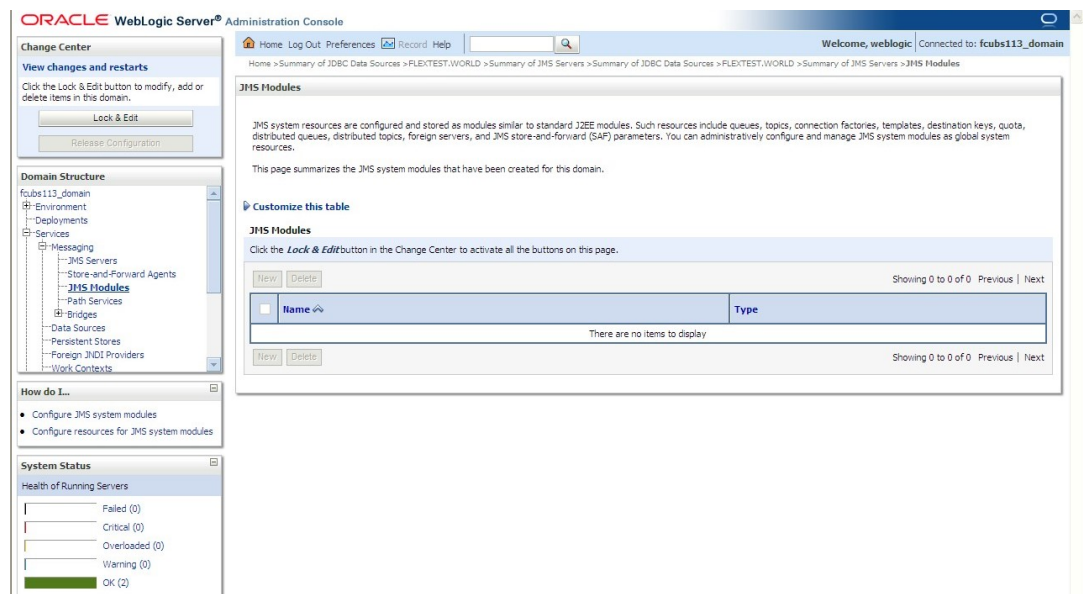 ORACLE WebLogic Server® Administration Console
Change Center
View changes and restarts
Click the Lock & Edit button to modify, add or
delete items in this domain.
Lock & Edit
Release Configuration
Domain Structure
fcubs113_domain
Environment
Deployments
Services
Messaging
JMS Servers
Store-and-Forward Agents
JMS Modules
Path Services
Bridges
Data Sources
Persistent Stores
Foreign JNDI Providers
Work Contexts
How do I...
Configure JMS system modules
Configure resources for JMS system modules
System Status
Health of Running Servers
Failed (0)
Critical (0)
Overloaded (0)
Warning (0)
OK (2)
Home Log Out Preferences Record Help
Welcome, weblogic Connected to: fcubs113_domain
Home >Summary of JDBC Data Sources >FLEXTEST.WORLD >Summary of JMS Servers >Summary of JDBC Data Sources >FLEXTEST.WORLD >Summary of JMS Servers >JMS Modules
JMS Modules
JMS system resources are configured and stored as modules similar to standard J2EE modules. Such resources include queues, topics, connection factories, templates, destination keys, quota,
distributed queues, distributed topics, foreign servers, and JMS store-and-forward (SAF) parameters. You can administratively configure and manage JMS system modules as global system
resources.
This page summarizes the JMS system modules that have been created for this domain.
Customize this table
JMS Modules
Click the Lock & Edit button in the Change Center to activate all the buttons on this page.
New Delete Showing 0 to 0 of 0 Previous | Next
Name Type
There are no items to display
New Delete Showing 0 to 0 of 0 Previous | Next